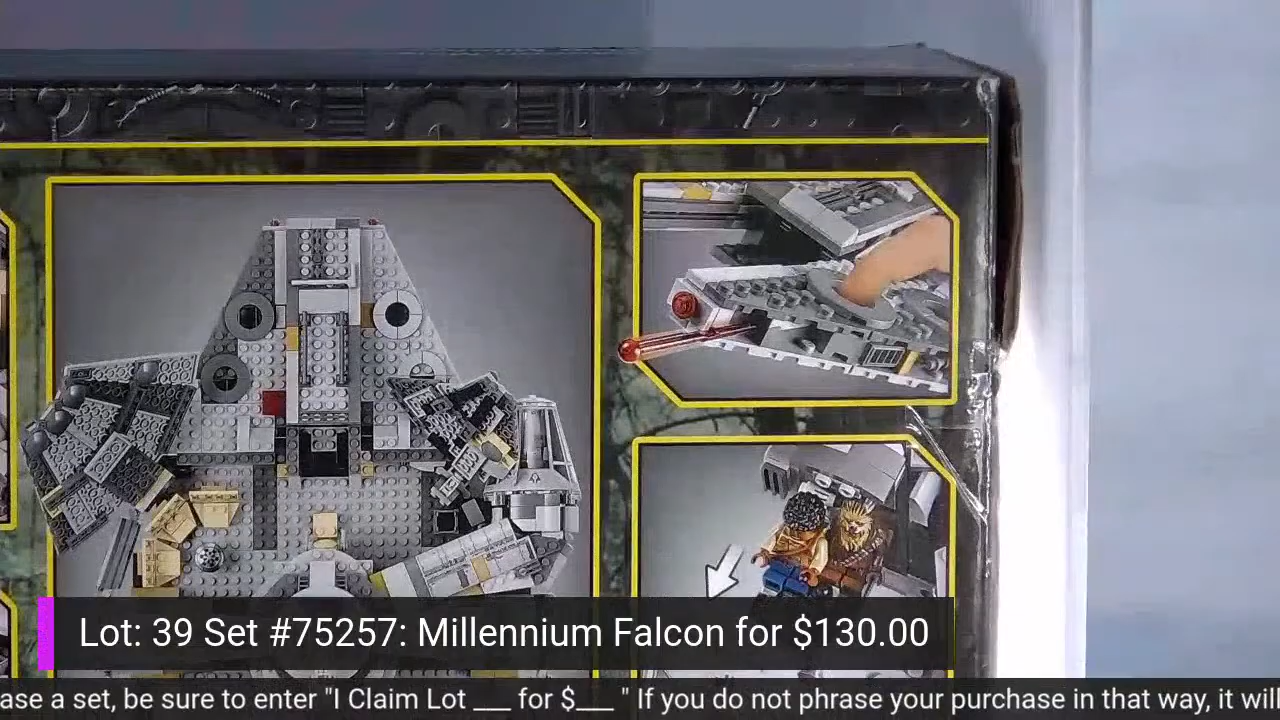 Lot: 39 Set #75257: Millennium Falcon for $130.00
ase a set, be sure to enter "I Claim Lot ___ for $___ " If you do not phrase your purchase in that way, it will